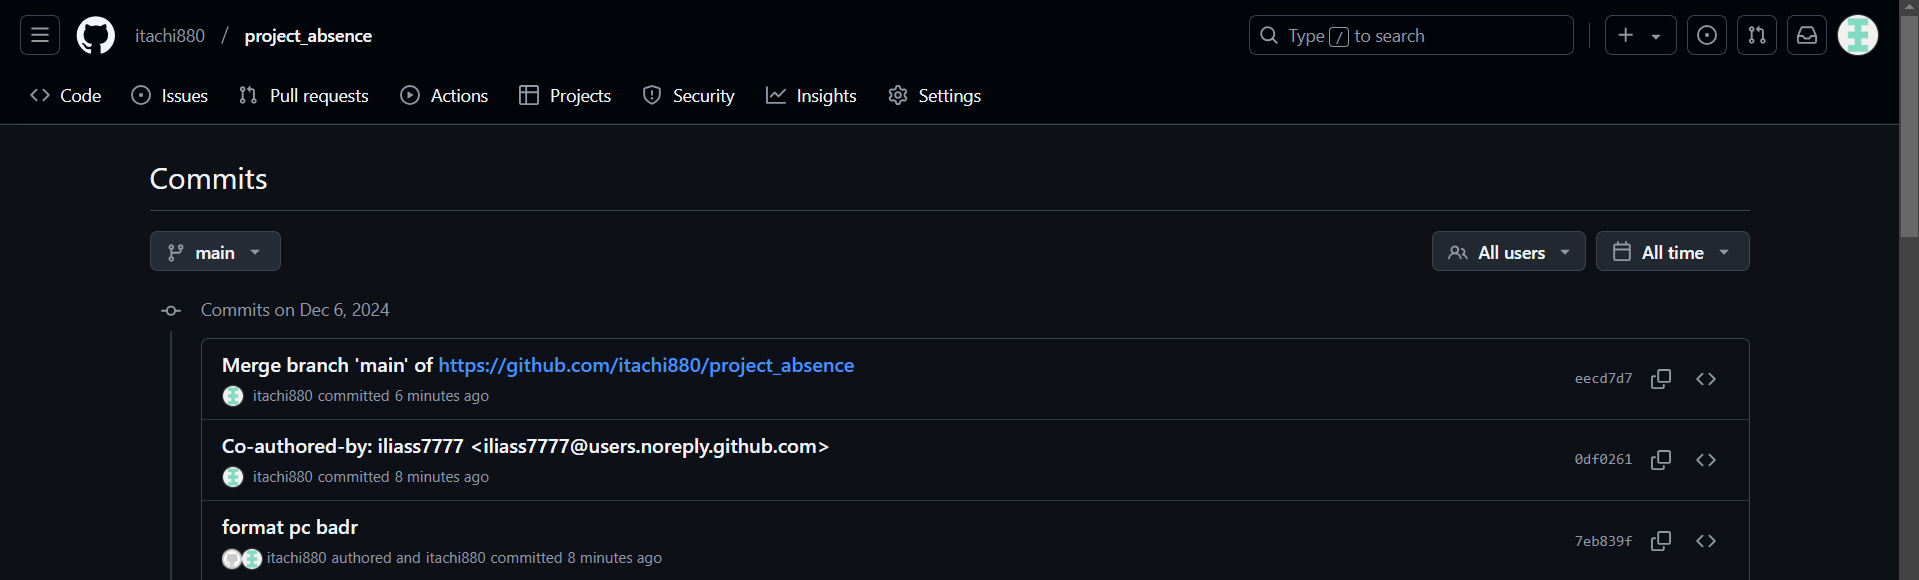 itachi880 / project_absence
Type / to search
Code Issues Pull requests Actions Projects Security Insights Settings
Commits
main
All users All time
Commits on Dec 6, 2024
Merge branch 'main' of https://github.com/itachi880/project_absence
eecd7d7
itachi880 committed 6 minutes ago
Co-authored-by: iliass7777 <iliass7777@users.noreply.github.com>
0df0261
itachi880 committed 8 minutes ago
format pc badr
7eb839f
itachi880 authored and itachi880 committed 8 minutes ago